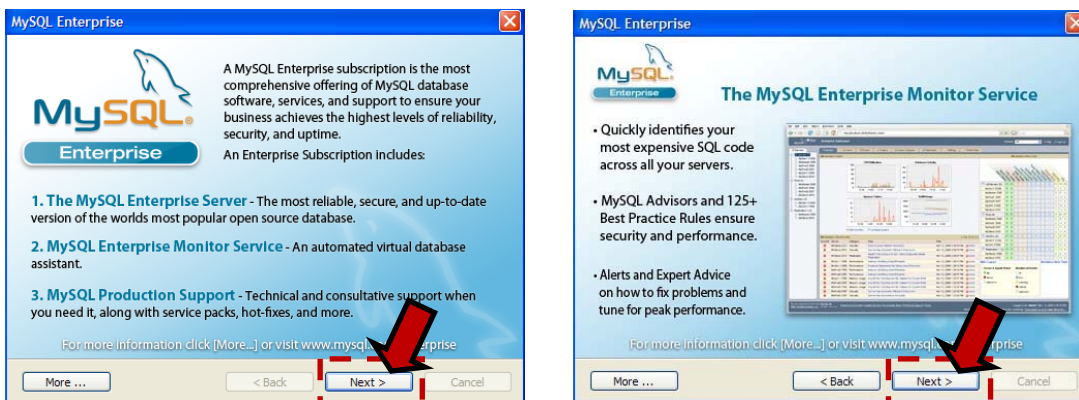 MySQL Enterprise
MySQL®
Enterprise
A MySQL Enterprise subscription is the most
comprehensive offering of MySQL database
software, services, and support to ensure your
business achieves the highest levels of reliability,
security, and uptime.
An Enterprise Subscription includes:
1. The MySQL Enterprise Server - The most reliable, secure, and up-to-date
version of the worlds most popular open source database.
2. MySQL Enterprise Monitor Service - An automated virtual database
assistant.
3. MySQL Production Support - Technical and consultative support when
you need it, along with service packs, hot-fixes, and more.
For more information click [More...] or visit www.mysql. rprise
More ...
< Back
Next >
Cancel
MySQL Enterprise
MySQL®
Enterprise
The MySQL Enterprise Monitor Service
• Quickly identifies your
most expensive SQL code
across all your servers.
• MySQL Advisors and 125+
Best Practice Rules ensure
security and performance.
• Alerts and Expert Advice
on how to fix problems and
tune for peak performance.
For more information click [More...] or visit www.mysql. rprise
More ...
< Back
Next >
Cancel